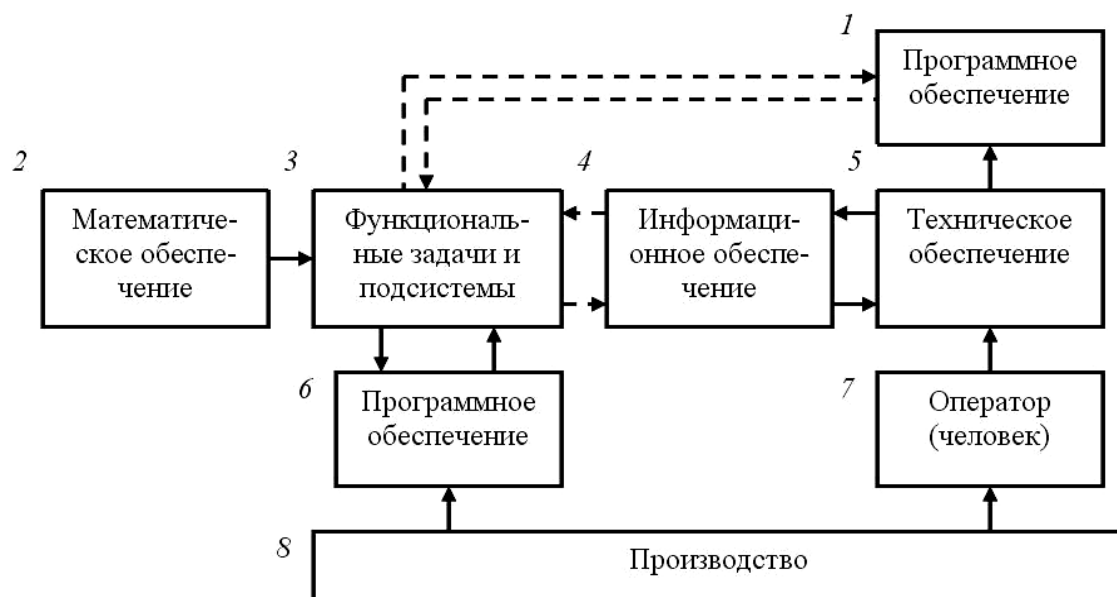 1
Программное
обеспечение
2
Математиче-
ское обеспе-
чение
3
Функциональ-
ные задачи и
подсистемы
4
Информаци-
онное обеспе-
чение
5
Техническое
обеспечение
6
Программное
обеспечение
7
Оператор
(человек)
8
Производство